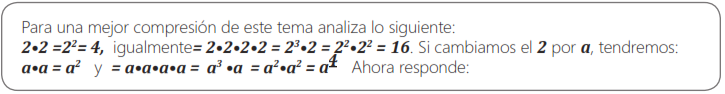 Para una mejor compresión de este tema analiza lo siguiente:
2•2 =2²= 4, igualmente= 2•2•2•2 = 2³•2 = 2²•2² = 16. Si cambiamos el 2 por a, tendremos:
a•a = a² y = a•a•a•a = a³ •a = a²•a² = a⁴ Ahora responde: